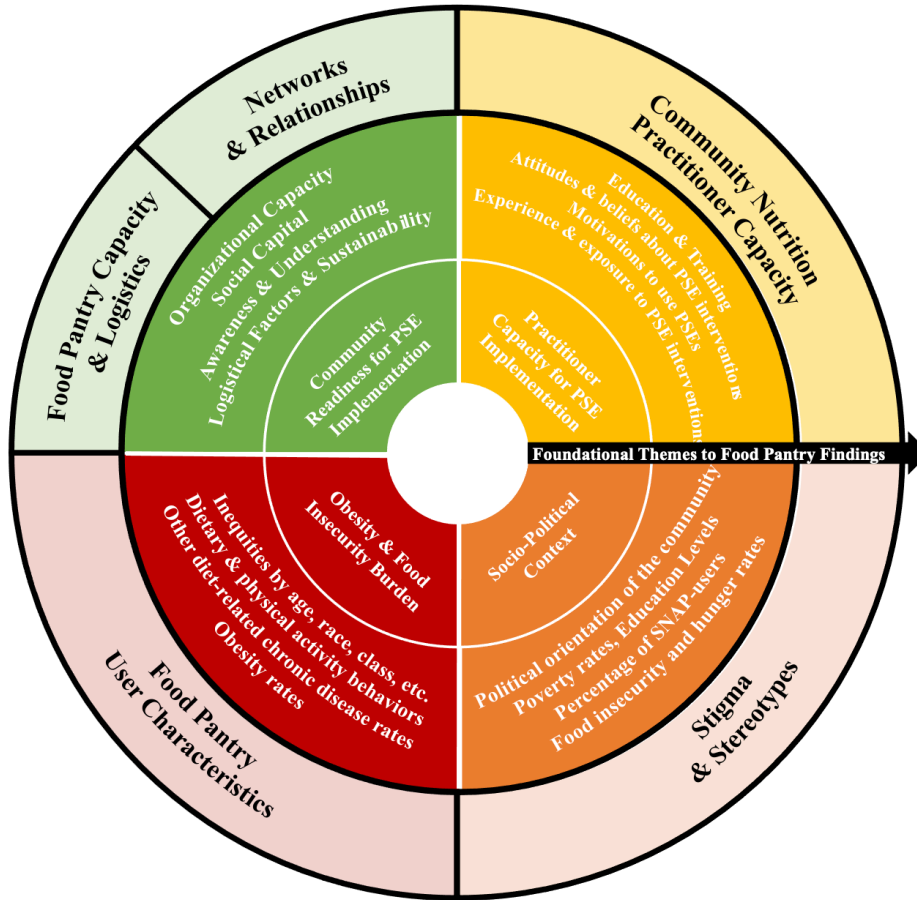 Networks
& Relationships
Food Pantry Capacity
& Logistics
Organizational Capacity
Social Capital
Awareness & Understanding
Logistical Factors & Sustainability
Community
Readiness for PSE
Implementation
Community Nutrition
Practitioner Capacity
Education & Training
Attitudes & beliefs about PSE interventions
Motivations to use PSEs
Experience & exposure to PSE interventions
Practitioner
Capacity for PSE
Implementation
Foundational Themes to Food Pantry Findings
Obesity & Food
Insecurity Burden
Inequities by age, race, class, etc.
Dietary & physical activity behaviors
Other diet-related chronic disease rates
Obesity rates
Food Pantry
User Characteristics
Socio-Political
Context
Political orientation of the community
Poverty rates, Education Levels
Percentage of SNAP-users
Food insecurity and hunger rates
Stigma
& Stereotypes